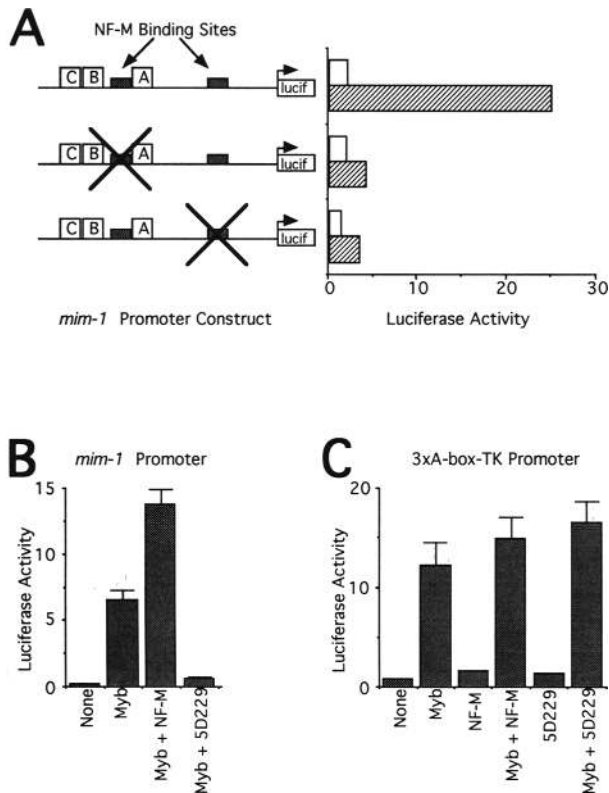 A
NF-M Binding Sites
C B A lucif
C B A lucif
C B A lucif
0 10 20 30
mim-1 Promoter Construct
Luciferase Activity
B
mim-1 Promoter
15
10
5
0
Luciferase Activity
None
Myb
Myb + NF-M
Myb + 5D229
C
3xA-box-TK Promoter
20
10
0
Luciferase Activity
None
Myb
NF-M
Myb + NF-M
5D229
Myb + 5D229